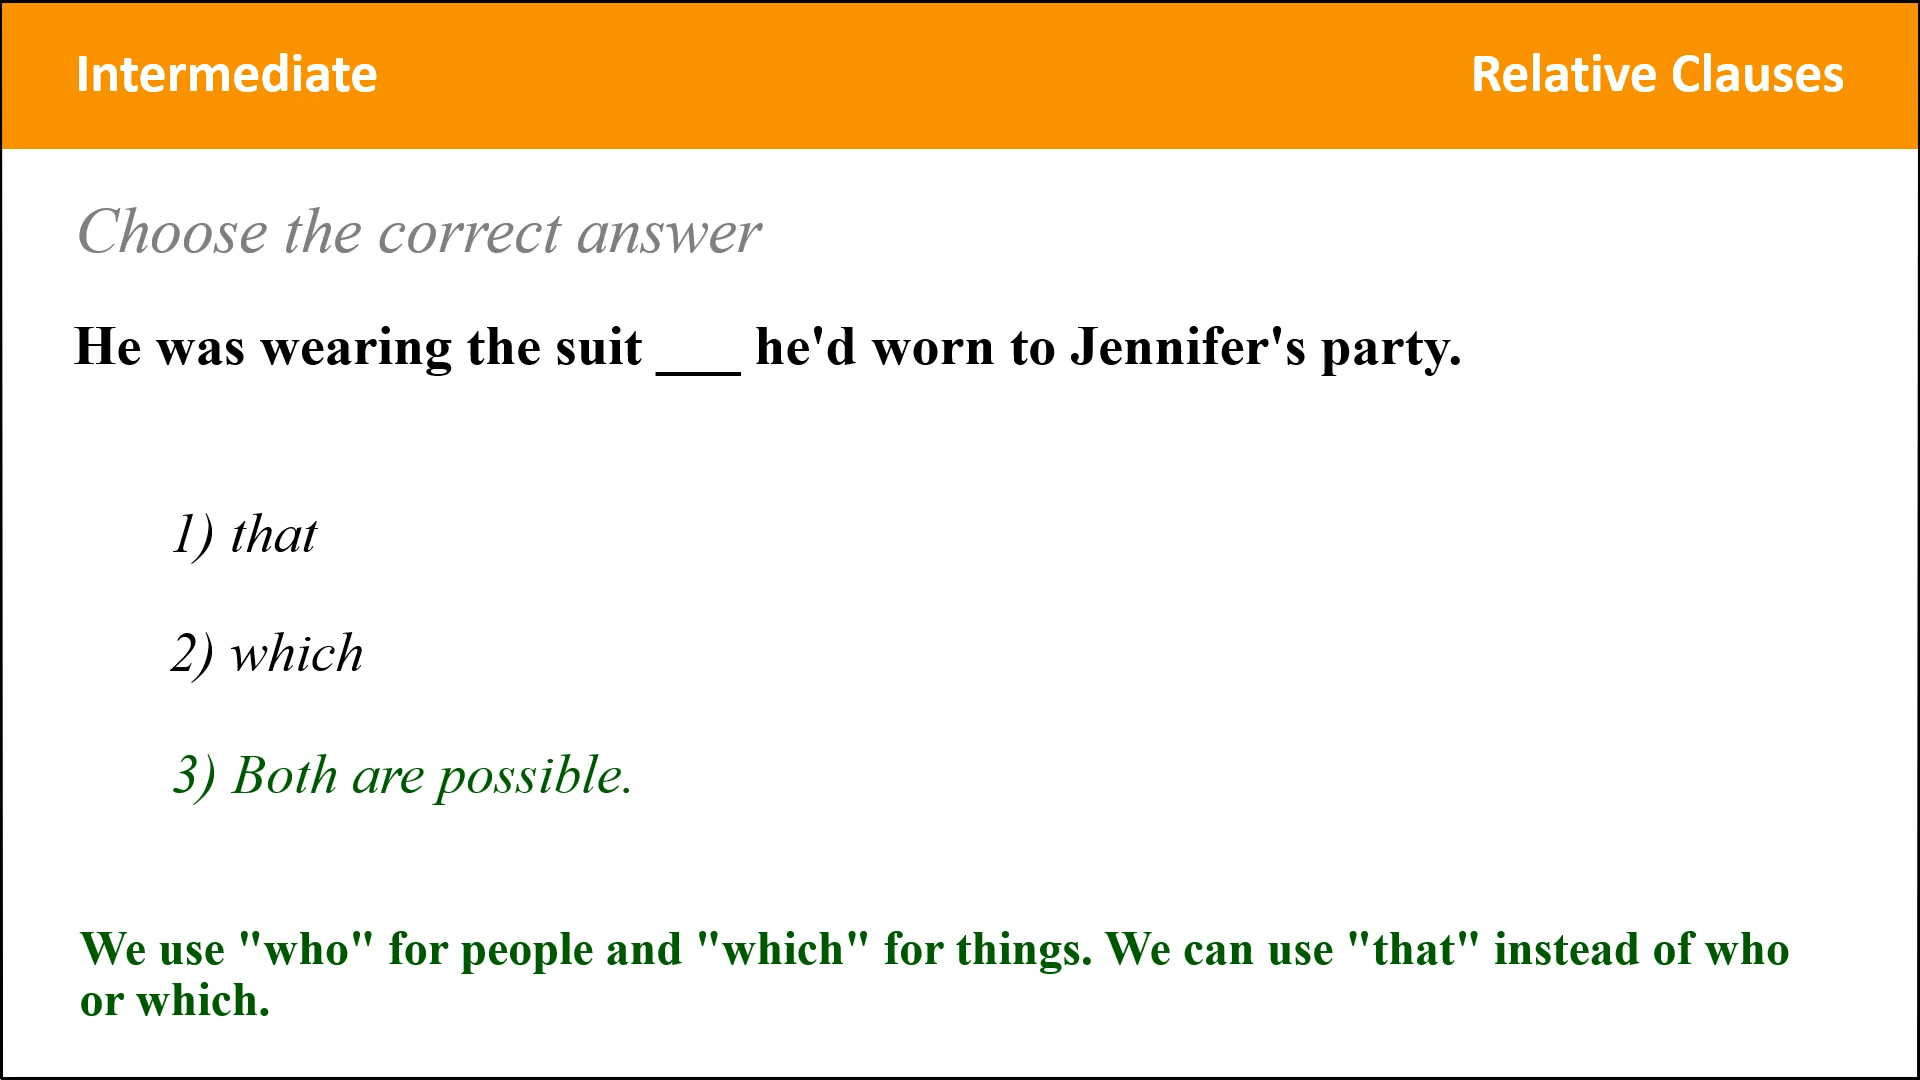 Intermediate
Relative Clauses
Choose the correct answer
He was wearing the suit ___ he'd worn to Jennifer's party.
1) that
2) which
3) Both are possible.
We use "who" for people and "which" for things. We can use "that" instead of who
or which.